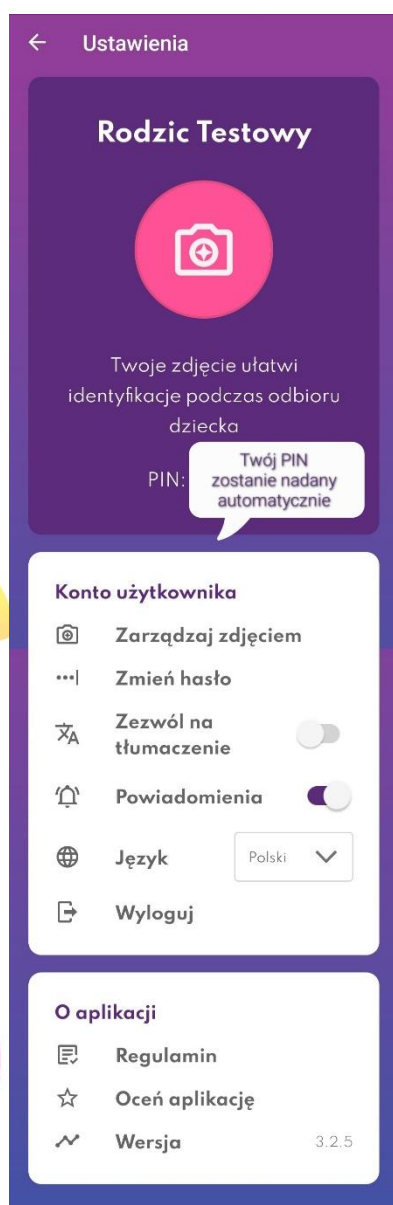 Ustawienia
Rodzic Testowy
Twoje zdjęcie ułatwi
identyfikacje podczas odbioru
dziecka
PIN:
Twój PIN
zostanie nadany
automatycznie
Konto użytkownika
Zarządzaj zdjęciem
Zmień hasło
Zezwól na
tłumaczenie
Powiadomienia
Język Polski
Wyloguj
O aplikacji
Regulamin
Oceń aplikację
Wersja 3.2.5